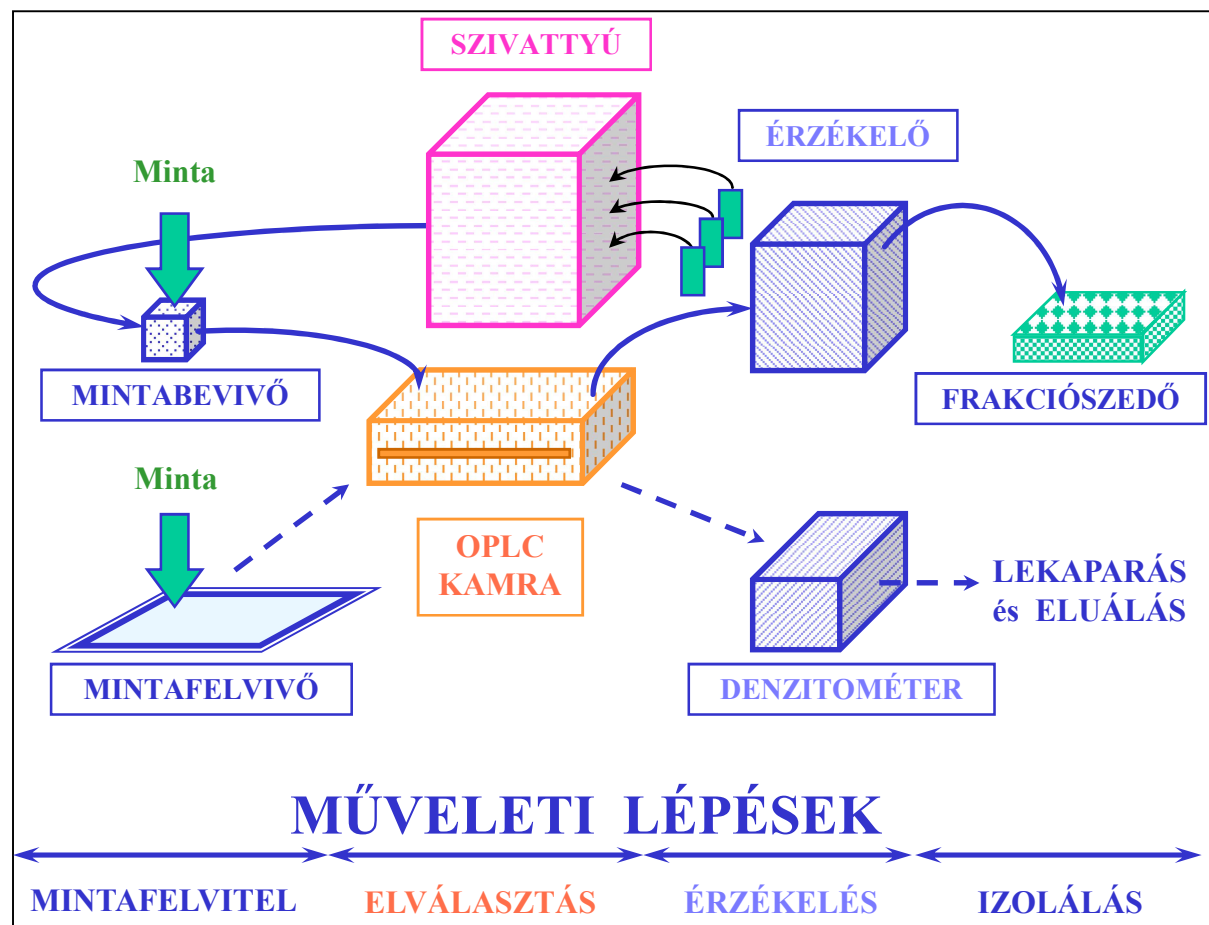 SZIVATTYÚ
ÉRZÉKELŐ
Minta
MINTABEVIVŐ
FRAKCIÓSZEDŐ
Minta
OPLC
KAMRA
LEKAPARÁS
és ELUÁLÁS
MINTAFELVIVŐ
DENZITOMÉTER
MŰVELETI LÉPÉSEK
MINTAFELVITEL
ELVÁLASZTÁS
ÉRZÉKELÉS
IZOLÁLÁS